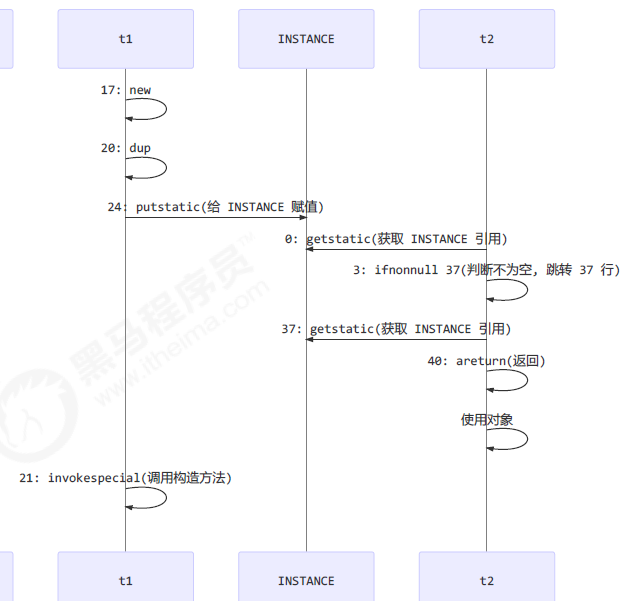 t1 INSTANCE t2
17: new
20: dup
24: putstatic(给 INSTANCE 赋值)
0: getstatic(获取 INSTANCE 引用)
3: ifnonnull 37(判断不为空, 跳转 37 行)
37: getstatic(获取 INSTANCE 引用)
40: areturn(返回)
使用对象
21: invokespecial(调用构造方法)
t1 INSTANCE t2
黑马程序员™
www.itheima.com